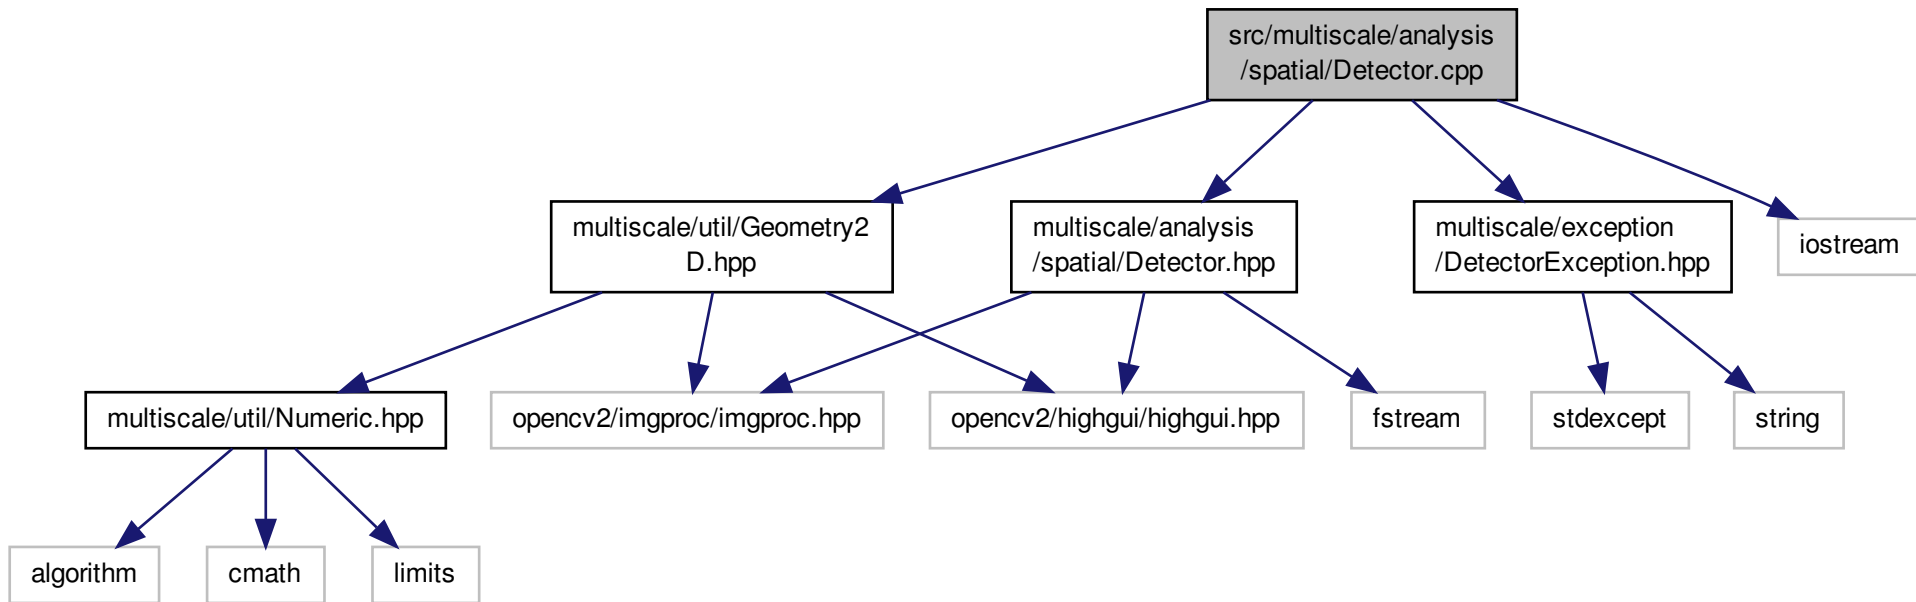 src/multiscale/analysis
/spatial/Detector.cpp
multiscale/util/Geometry2
D.hpp
multiscale/analysis
/spatial/Detector.hpp
multiscale/exception
/DetectorException.hpp
iostream
multiscale/util/Numeric.hpp
opencv2/imgproc/imgproc.hpp
opencv2/highgui/highgui.hpp
fstream
stdexcept
string
algorithm
cmath
limits